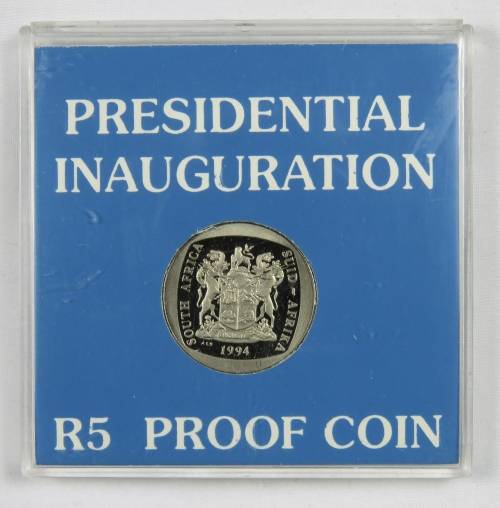 PRESIDENTIAL
INAUGURATION
SOUTH AFRICA
SUID-AFRIKA
1994
R5 PROOF COIN